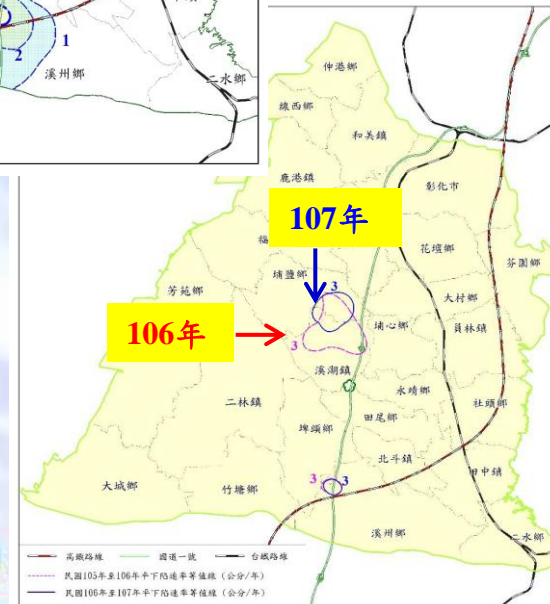 1
2
溪州鄉
二水鄉
伸港鄉
線西鄉
和美鎮
鹿港鎮
彰化市
107年
福
花壇鄉
芬園鄉
埔鹽鄉
3
芳苑鄉
大村鄉
106年
埔心鄉
員林鎮
3
溪湖鎮
二林鎮
永靖鄉
社頭鄉
田尾鄉
埤頭鄉
北斗鎮
田中鎮
大城鄉
竹塘鄉
3
3
溪州鄉
二水鄉
高鐵路線 國道一號 台鐵路線
民國105年至106年年下陷速率等值線（公分/年）
民國106年至107年年下陷速率等值線（公分/年）